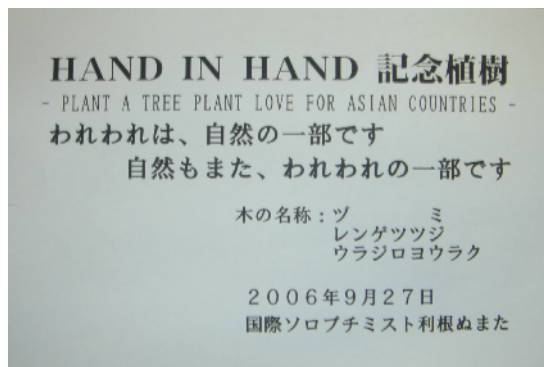 HAND IN HAND 記念植樹
- PLANT A TREE PLANT LOVE FOR ASIAN COUNTRIES -
われわれは、自然の一部です
自然もまた、われわれの一部です
木の名称：ヅ　　　　ミ
レンゲツツジ
ウラジロヨウラク
２００６年９月２７日
国際ソロプチミスト利根ぬまた